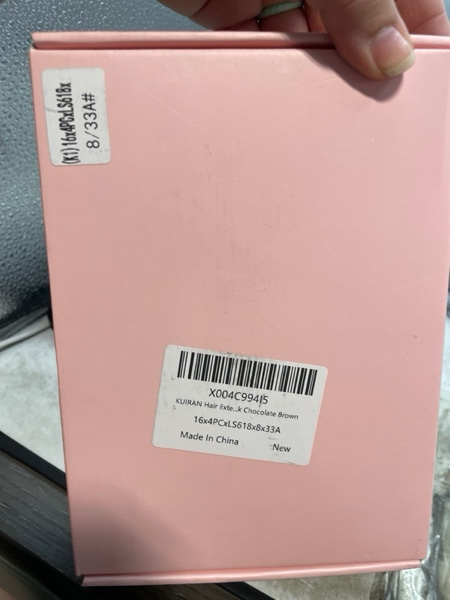 (K1)16x4PCxLS618x
8/33A#
X004C994J5
KUIRAN Hair Exte...k Chocolate Brown
16x4PCxLS618x8x33A
Made In China
New